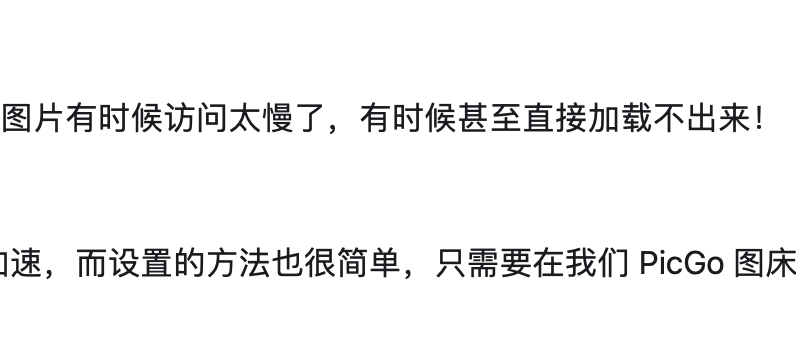 图片有时候访问太慢了，有时候甚至直接加载不出来！
速，而设置的方法也很简单，只需要在我们 PicGo 图床